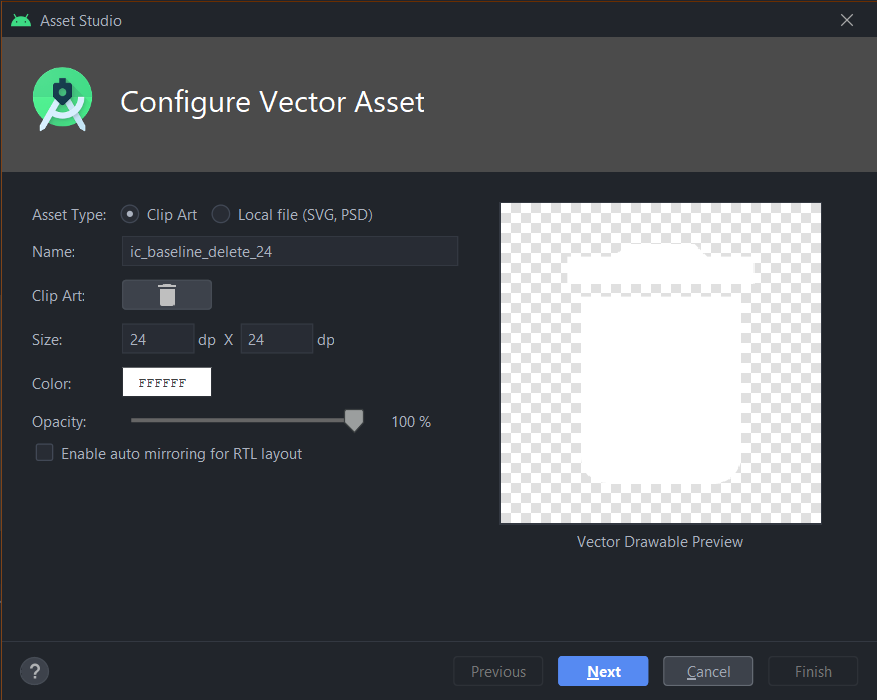 Asset Studio
Configure Vector Asset
Asset Type: Clip Art Local file (SVG, PSD)
Name: ic_baseline_delete_24
Clip Art:
Size: 24 dp X 24 dp
Color: FFFFFF
Opacity: 100 %
Enable auto mirroring for RTL layout
Vector Drawable Preview
? Previous Next Cancel Finish